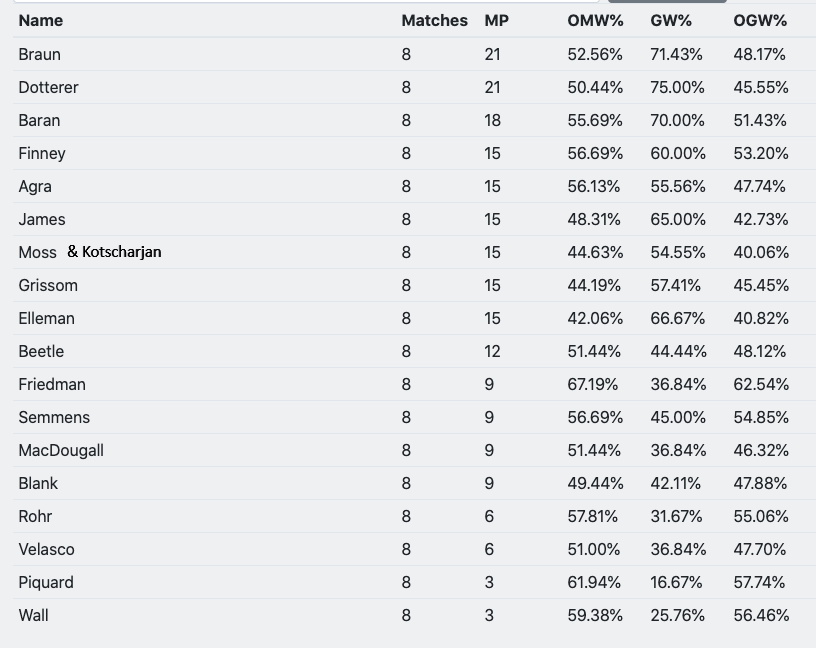 Name Matches MP OMW% GW% OGW%
Braun 8 21 52.56% 71.43% 48.17%
Dotterer 8 21 50.44% 75.00% 45.55%
Baran 8 18 55.69% 70.00% 51.43%
Finney 8 15 56.69% 60.00% 53.20%
Agra 8 15 56.13% 55.56% 47.74%
James 8 15 48.31% 65.00% 42.73%
Moss & Kotscharjan 8 15 44.63% 54.55% 40.06%
Grissom 8 15 44.19% 57.41% 45.45%
Elleman 8 15 42.06% 66.67% 40.82%
Beetle 8 12 51.44% 44.44% 48.12%
Friedman 8 9 67.19% 36.84% 62.54%
Semmens 8 9 56.69% 45.00% 54.85%
MacDougall 8 9 51.44% 36.84% 46.32%
Blank 8 9 49.44% 42.11% 47.88%
Rohr 8 6 57.81% 31.67% 55.06%
Velasco 8 6 51.00% 36.84% 47.70%
Piquard 8 3 61.94% 16.67% 57.74%
Wall 8 3 59.38% 25.76% 56.46%